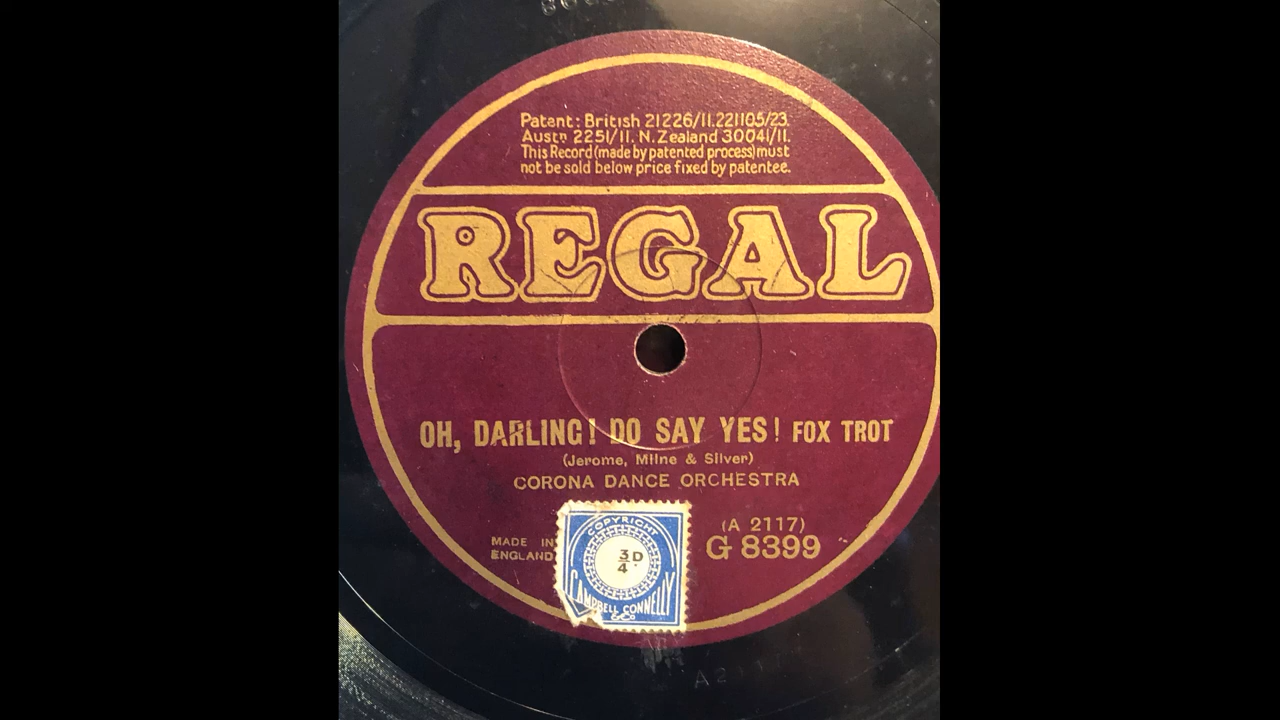 Patent: British 21226/11.221105/23.
Austn 2251/11. N. Zealand 30041/11.
This Record (made by patented process) must
not be sold below price fixed by patentee.
REGAL
OH, DARLING! DO SAY YES! FOX TROT
(Jerome, Milne & Silver)
CORONA DANCE ORCHESTRA
(A 2117)
MADE IN
ENGLAND
G 8399
COPYRIGHT
3/4 D.
CAMPBELL CONNELLY
& Co